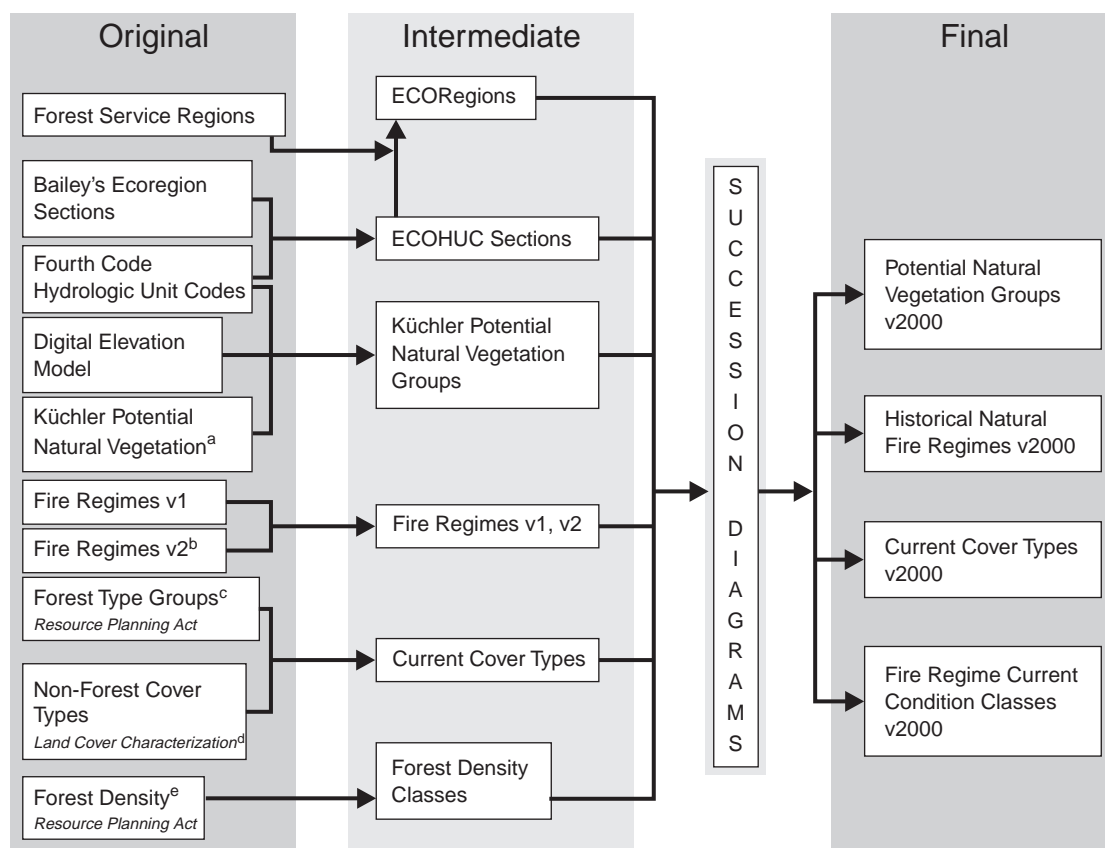 Original
Intermediate
Final
Forest Service Regions
Bailey’s Ecoregion
Sections
Fourth Code
Hydrologic Unit Codes
Digital Elevation
Model
Küchler Potential
Natural Vegetationa
Fire Regimes v1
Fire Regimes v2b
Forest Type Groupsc
Resource Planning Act
Non-Forest Cover
Types
Land Cover Characterizationd
Forest Densitye
Resource Planning Act
ECORegions
ECOHUC Sections
Küchler Potential
Natural Vegetation
Groups
Fire Regimes v1, v2
Current Cover Types
Forest Density
Classes
SUCCESSION DIAGRAMS
Potential Natural
Vegetation Groups
v2000
Historical Natural
Fire Regimes v2000
Current Cover Types
v2000
Fire Regime Current
Condition Classes
v2000